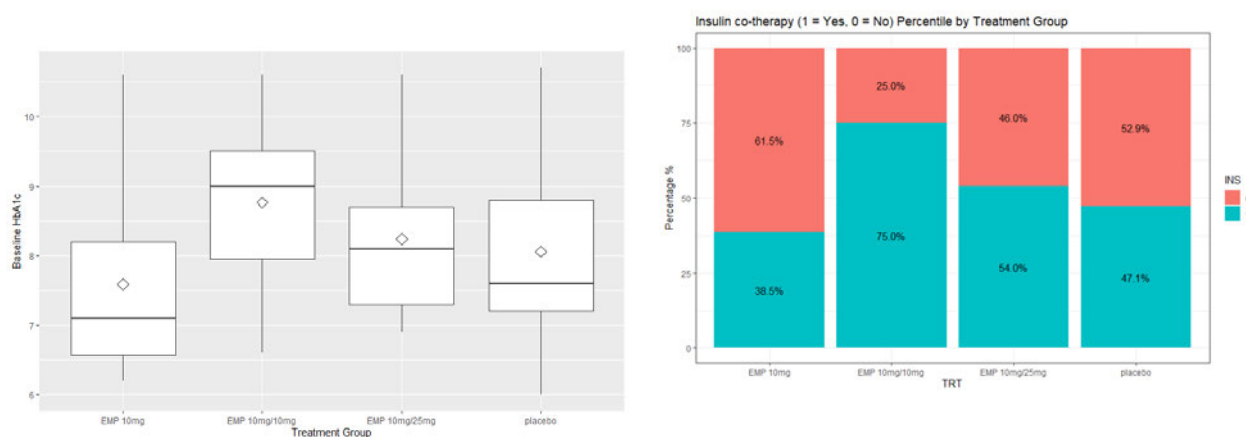 Baseline HbA1c
10
9
8
7
6
EMP 10mg EMP 10mg/10mg EMP 10mg/25mg placebo
Treatment Group
Insulin co-therapy (1 = Yes, 0 = No) Percentile by Treatment Group
Percentage %
100
75
50
25
0
61.5% 25.0% 46.0% 52.9%
38.5% 75.0% 54.0% 47.1%
EMP 10mg EMP 10mg/10mg EMP 10mg/25mg placebo
TRT
INS